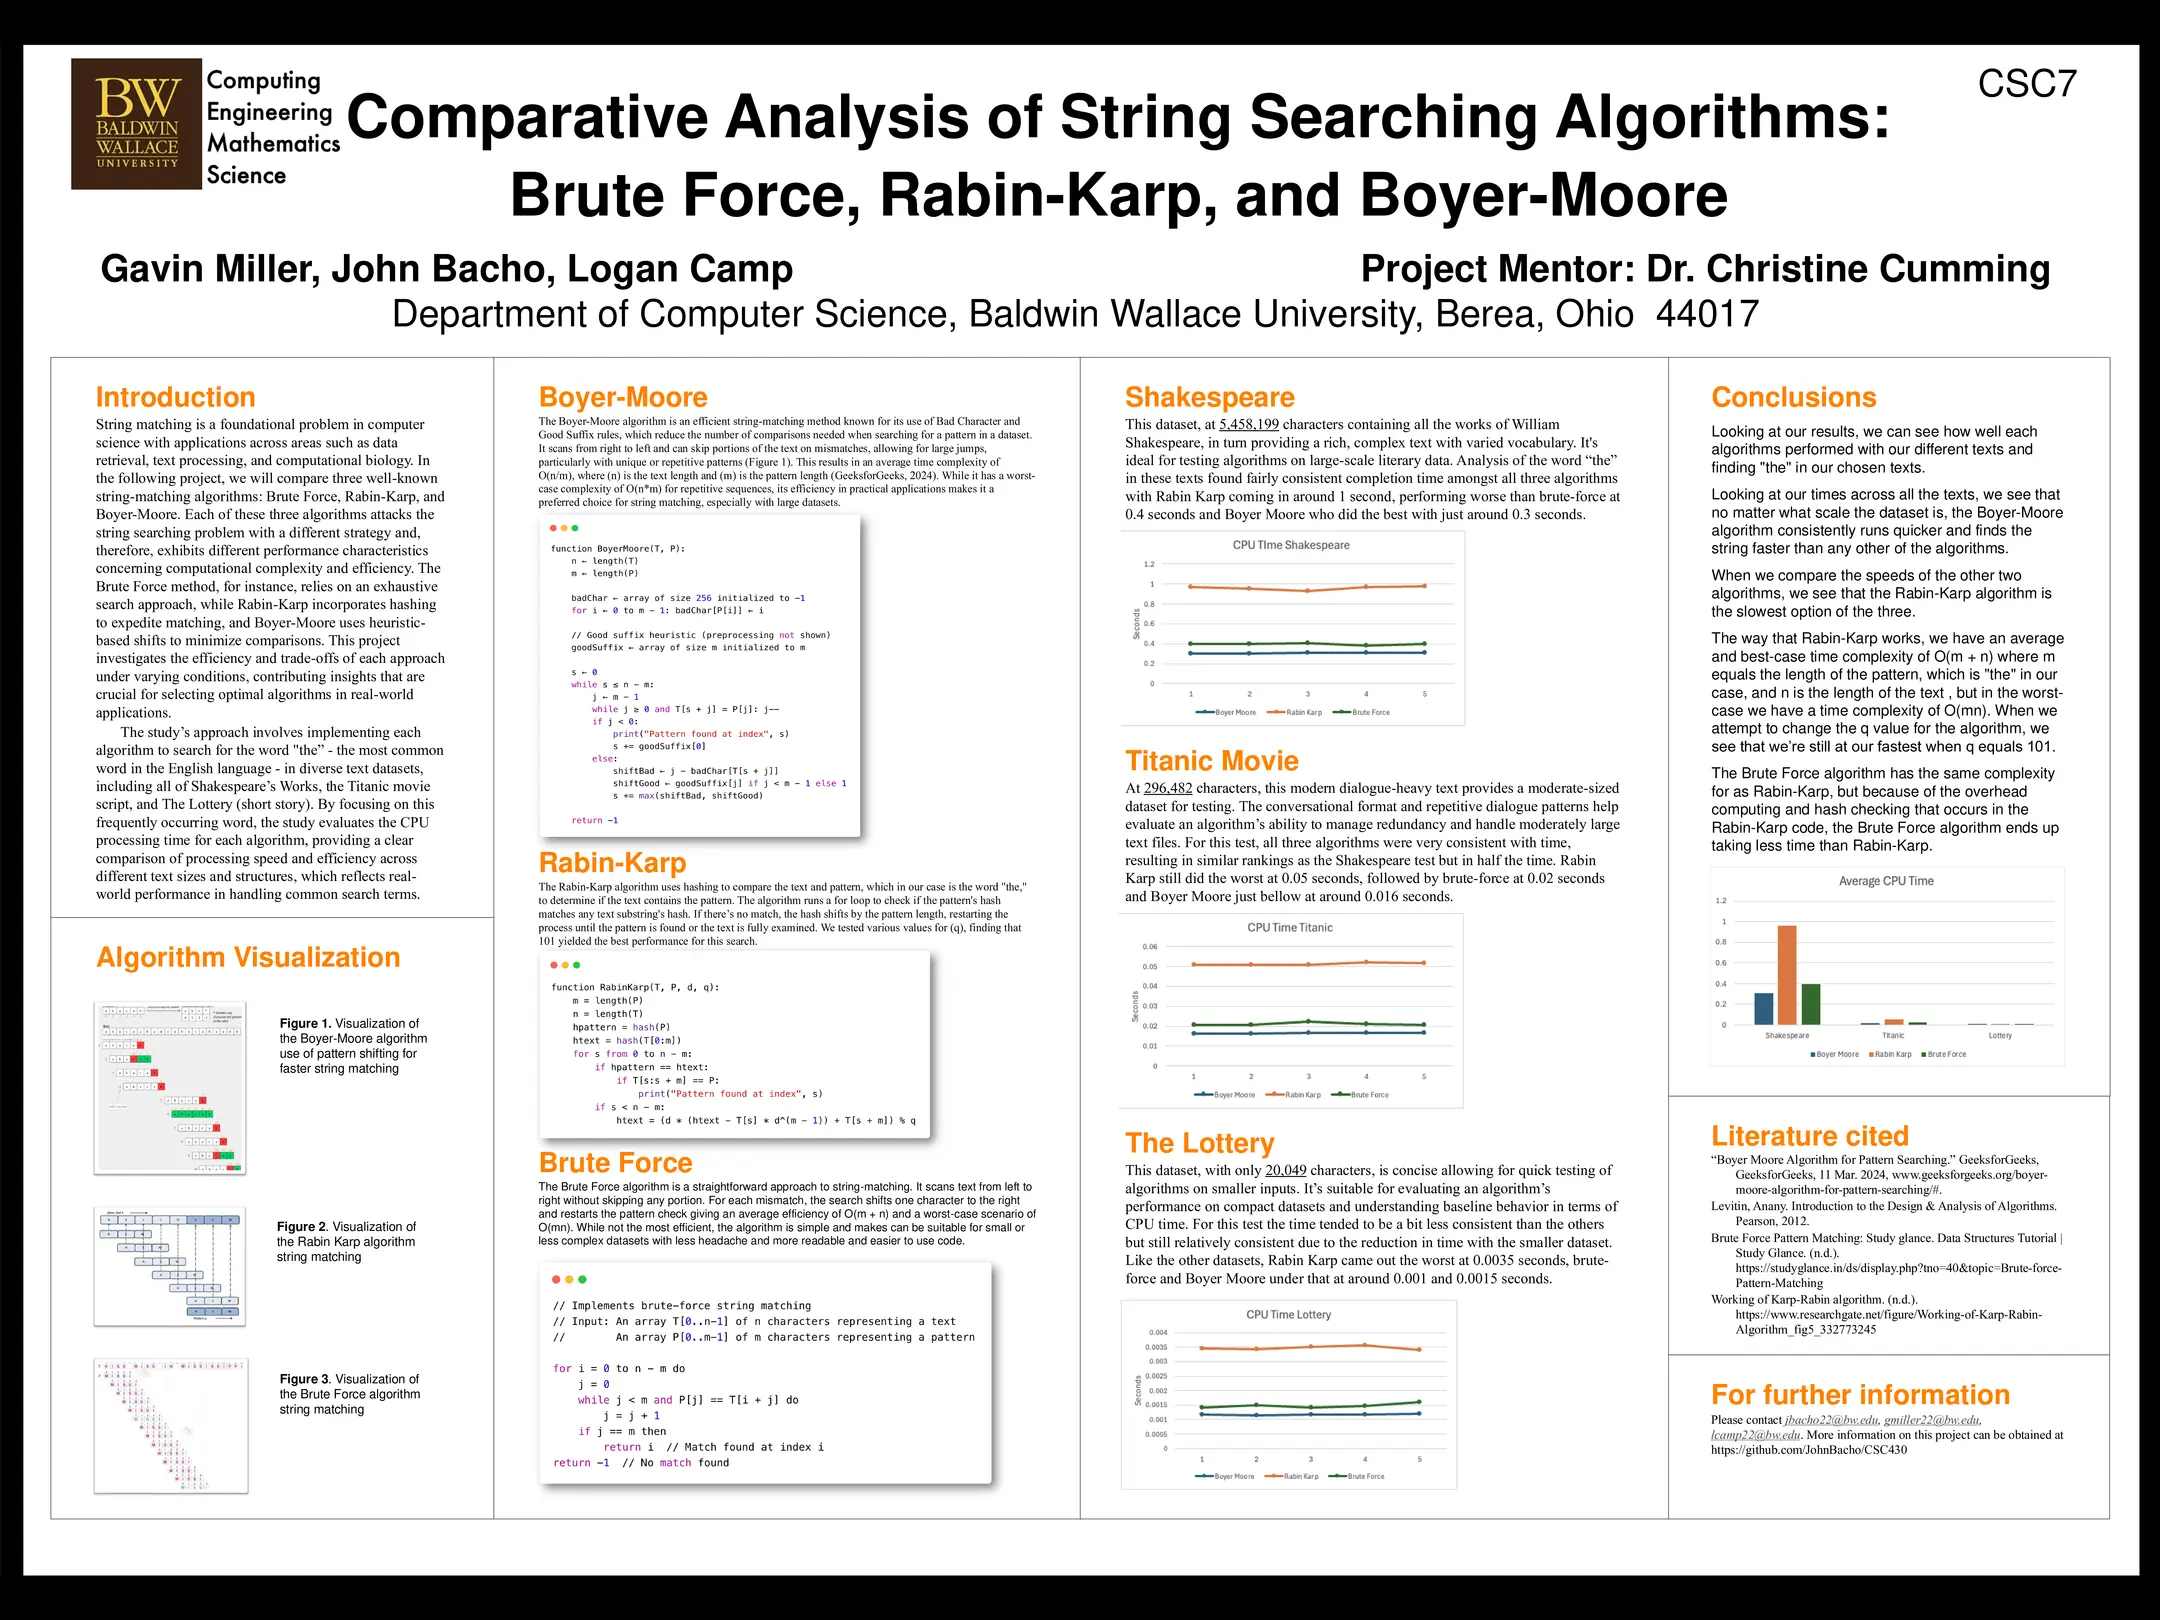 BW
BALDWIN
WALLACE
UNIVERSITY
Computing
Engineering
Mathematics
Science
CSC7
Comparative Analysis of String Searching Algorithms:
Brute Force, Rabin-Karp, and Boyer-Moore
Gavin Miller, John Bacho, Logan Camp
Project Mentor: Dr. Christine Cumming
Department of Computer Science, Baldwin Wallace University, Berea, Ohio 44017
Introduction
String matching is a foundational problem in computer
science with applications across areas such as data
retrieval, text processing, and computational biology. In
the following project, we will compare three well-known
string-matching algorithms: Brute Force, Rabin-Karp, and
Boyer-Moore. Each of these three algorithms attacks the
string searching problem with a different strategy and,
therefore, exhibits different performance characteristics
concerning computational complexity and efficiency. The
Brute Force method, for instance, relies on an exhaustive
search approach, while Rabin-Karp incorporates hashing
to expedite matching, and Boyer-Moore uses heuristic-
based shifts to minimize comparisons. This project
investigates the efficiency and trade-offs of each approach
under varying conditions, contributing insights that are
crucial for selecting optimal algorithms in real-world
applications.
The study’s approach involves implementing each
algorithm to search for the word "the” - the most common
word in the English language - in diverse text datasets,
including all of Shakespeare’s Works, the Titanic movie
script, and The Lottery (short story). By focusing on this
frequently occurring word, the study evaluates the CPU
processing time for each algorithm, providing a clear
comparison of processing speed and efficiency across
different text sizes and structures, which reflects real-
world performance in handling common search terms.
Algorithm Visualization
Figure 1. Visualization of
the Boyer-Moore algorithm
use of pattern shifting for
faster string matching
Figure 2. Visualization of
the Rabin Karp algorithm
string matching
Figure 3. Visualization of
the Brute Force algorithm
string matching
Boyer-Moore
The Boyer-Moore algorithm is an efficient string-matching method known for its use of Bad Character and
Good Suffix rules, which reduce the number of comparisons needed when searching for a pattern in a dataset.
It scans from right to left and can skip portions of the text on mismatches, allowing for large jumps,
particularly with unique or repetitive patterns (Figure 1). This results in an average time complexity of
O(n/m), where (n) is the text length and (m) is the pattern length (GeeksforGeeks, 2024). While it has a worst-
case complexity of O(n*m) for repetitive sequences, its efficiency in practical applications makes it a
preferred choice for string matching, especially with large datasets.
function BoyerMoore(T, P):
n ← length(T)
m ← length(P)
badChar ← array of size 256 initialized to -1
for i ← 0 to m - 1: badChar[P[i]] ← i
// Good suffix heuristic (preprocessing not shown)
goodSuffix ← array of size m initialized to m
s ← 0
while s ≤ n - m:
j ← m - 1
while j ≥ 0 and T[s + j] = P[j]: j--
if j < 0:
print("Pattern found at index", s)
s += goodSuffix[0]
else:
shiftBad ← j - badChar[T[s + j]]
shiftGood ← goodSuffix[j] if j < m - 1 else 1
s += max(shiftBad, shiftGood)
return -1
Rabin-Karp
The Rabin-Karp algorithm uses hashing to compare the text and pattern, which in our case is the word "the,"
to determine if the text contains the pattern. The algorithm runs a for loop to check if the pattern's hash
matches any text substring's hash. If there’s no match, the hash shifts by the pattern length, restarting the
process until the pattern is found or the text is fully examined. We tested various values for (q), finding that
101 yielded the best performance for this search.
function RabinKarp(T, P, d, q):
m = length(P)
n = length(T)
hpattern = hash(P)
htext = hash(T[0:m])
for s from 0 to n - m:
if hpattern == htext:
if T[s:s + m] == P:
print("Pattern found at index", s)
if s < n - m:
htext = (d * (htext - T[s] * d^(m - 1)) + T[s + m]) % q
Brute Force
The Brute Force algorithm is a straightforward approach to string-matching. It scans text from left to
right without skipping any portion. For each mismatch, the search shifts one character to the right
and restarts the pattern check giving an average efficiency of O(m + n) and a worst-case scenario of
O(mn). While not the most efficient, the algorithm is simple and makes can be suitable for small or
less complex datasets with less headache and more readable and easier to use code.
// Implements brute-force string matching
// Input: An array T[0..n-1] of n characters representing a text
// An array P[0..m-1] of m characters representing a pattern
for i = 0 to n - m do
j = 0
while j < m and P[j] == T[i + j] do
j = j + 1
if j == m then
return i // Match found at index i
return -1 // No match found
Shakespeare
This dataset, at 5,458,199 characters containing all the works of William
Shakespeare, in turn providing a rich, complex text with varied vocabulary. It's
ideal for testing algorithms on large-scale literary data. Analysis of the word “the”
in these texts found fairly consistent completion time amongst all three algorithms
with Rabin Karp coming in around 1 second, performing worse than brute-force at
0.4 seconds and Boyer Moore who did the best with just around 0.3 seconds.
CPU TIme Shakespeare
1.2
1
0.8
0.6
0.4
0.2
0
Seconds
1 2 3 4 5
Boyer Moore Rabin Karp Brute Force
Titanic Movie
At 296,482 characters, this modern dialogue-heavy text provides a moderate-sized
dataset for testing. The conversational format and repetitive dialogue patterns help
evaluate an algorithm’s ability to manage redundancy and handle moderately large
text files. For this test, all three algorithms were very consistent with time,
resulting in similar rankings as the Shakespeare test but in half the time. Rabin
Karp still did the worst at 0.05 seconds, followed by brute-force at 0.02 seconds
and Boyer Moore just bellow at around 0.016 seconds.
CPU Time Titanic
0.06
0.05
0.04
0.03
0.02
0.01
0
Seconds
1 2 3 4 5
Boyer Moore Rabin Karp Brute Force
The Lottery
This dataset, with only 20,049 characters, is concise allowing for quick testing of
algorithms on smaller inputs. It’s suitable for evaluating an algorithm’s
performance on compact datasets and understanding baseline behavior in terms of
CPU time. For this test the time tended to be a bit less consistent than the others
but still relatively consistent due to the reduction in time with the smaller dataset.
Like the other datasets, Rabin Karp came out the worst at 0.0035 seconds, brute-
force and Boyer Moore under that at around 0.001 and 0.0015 seconds.
CPU Time Lottery
0.004
0.0035
0.003
0.0025
0.002
0.0015
0.001
0.0005
0
Seconds
1 2 3 4 5
Boyer Moore Rabin Karp Brute Force
Conclusions
Looking at our results, we can see how well each
algorithms performed with our different texts and
finding "the" in our chosen texts.
Looking at our times across all the texts, we see that
no matter what scale the dataset is, the Boyer-Moore
algorithm consistently runs quicker and finds the
string faster than any other of the algorithms.
When we compare the speeds of the other two
algorithms, we see that the Rabin-Karp algorithm is
the slowest option of the three.
The way that Rabin-Karp works, we have an average
and best-case time complexity of O(m + n) where m
equals the length of the pattern, which is "the" in our
case, and n is the length of the text , but in the worst-
case we have a time complexity of O(mn). When we
attempt to change the q value for the algorithm, we
see that we’re still at our fastest when q equals 101.
The Brute Force algorithm has the same complexity
for as Rabin-Karp, but because of the overhead
computing and hash checking that occurs in the
Rabin-Karp code, the Brute Force algorithm ends up
taking less time than Rabin-Karp.
Average CPU Time
1.2
1
0.8
0.6
0.4
0.2
0
Shakespeare Titanic Lottery
Boyer Moore Rabin Karp Brute Force
Literature cited
“Boyer Moore Algorithm for Pattern Searching.” GeeksforGeeks,
GeeksforGeeks, 11 Mar. 2024, www.geeksforgeeks.org/boyer-
moore-algorithm-for-pattern-searching/#.
Levitin, Anany. Introduction to the Design & Analysis of Algorithms.
Pearson, 2012.
Brute Force Pattern Matching: Study glance. Data Structures Tutorial |
Study Glance. (n.d.).
https://studyglance.in/ds/display.php?tno=40&topic=Brute-force-
Pattern-Matching
Working of Karp-Rabin algorithm. (n.d.).
https://www.researchgate.net/figure/Working-of-Karp-Rabin-
Algorithm_fig5_332773245
For further information
Please contact jbacho22@bw.edu, gmiller22@bw.edu,
lcamp22@bw.edu. More information on this project can be obtained at
https://github.com/JohnBacho/CSC430